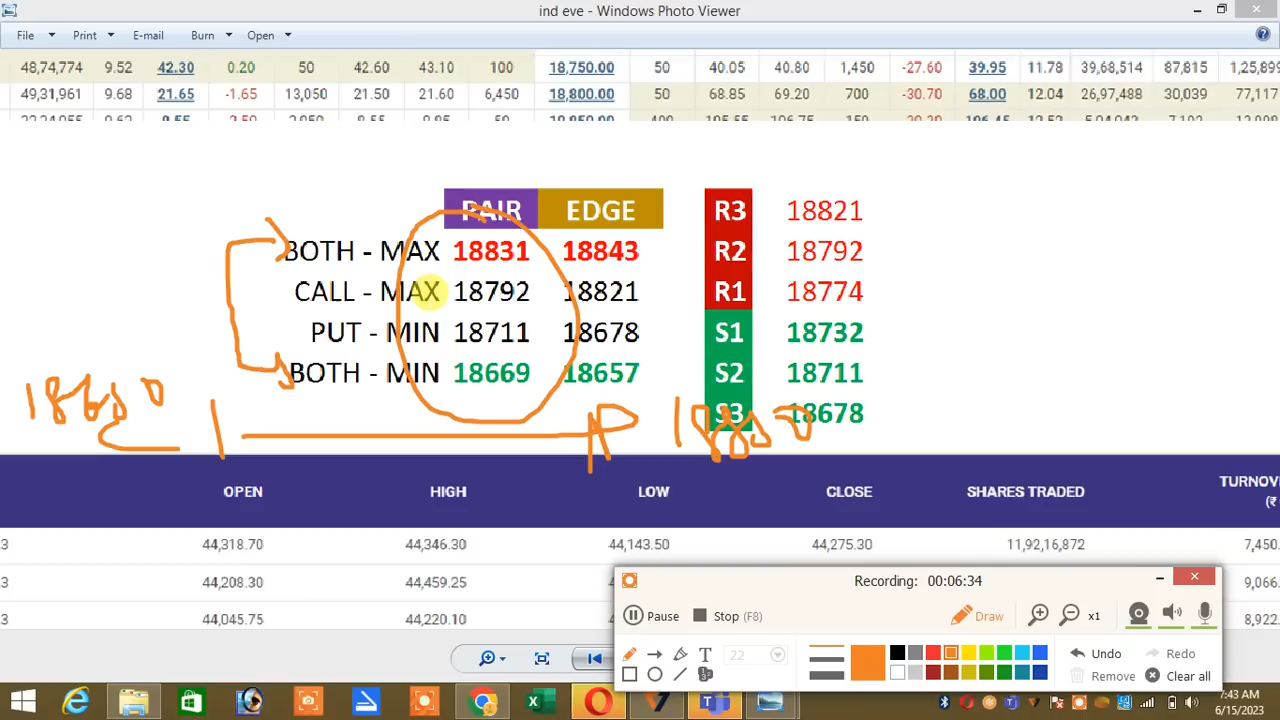 ind eve - Windows Photo Viewer
File Print E-mail Burn Open
48,74,774 9.52 42.30 0.20 50 42.60 43.10 100 18,750.00 50 40.05 40.80 1,450 -27.60 39.95 11.78 39,68,514 87,815 1,25,899
49,31,961 9.68 21.65 -1.65 13,050 21.50 21.60 6,450 18,800.00 50 68.85 69.20 700 -30.70 68.00 12.04 26,97,488 30,039 77,117
PAIR EDGE R3 18821
BOTH - MAX 18831 18843 R2 18792
CALL - MAX 18792 18821 R1 18774
PUT - MIN 18711 18678 S1 18732
BOTH - MIN 18669 18657 S2 18711
S3 18678
18650 18850
OPEN HIGH LOW CLOSE SHARES TRADED TURNOV
(₹
3 44,318.70 44,346.30 44,143.50 44,275.30 11,92,16,872 7,450.
3 44,208.30 44,459.25 9,066.
3 44,045.75 44,220.10 8,922.
Recording: 00:06:34
Pause Stop (F8) Draw x1
T 22 Undo Redo
Remove Clear all
7:43 AM
6/15/2023